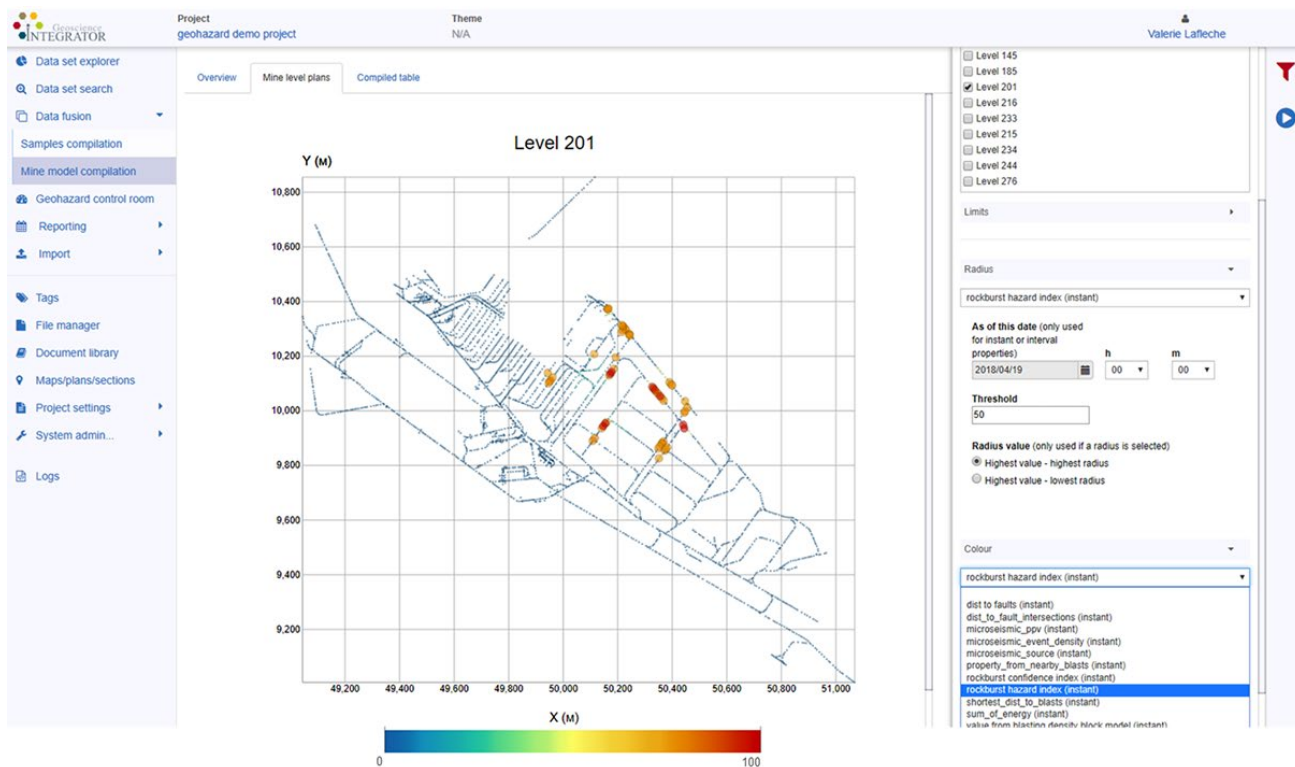 Geoscience
INTEGRATOR
Project
geohazard demo project
Theme
N/A
Valerie Lafleche
Data set explorer
Data set search
Data fusion
Samples compilation
Mine model compilation
Geohazard control room
Reporting
Import
Tags
File manager
Document library
Maps/plans/sections
Project settings
System admin...
Logs
Overview
Mine level plans
Compiled table
Level 201
Y (м)
10,800
10,600
10,400
10,200
10,000
9,800
9,600
9,400
9,200
49,200
49,400
49,600
49,800
50,000
50,200
50,400
50,600
50,800
51,000
X (м)
0
100
Level 145
Level 185
Level 201
Level 216
Level 233
Level 215
Level 234
Level 244
Level 276
Limits
Radius
rockburst hazard index (instant)
As of this date (only used
for instant or interval
properties)
h
m
2018/04/19
00
00
Threshold
50
Radius value (only used if a radius is selected)
Highest value - highest radius
Highest value - lowest radius
Colour
rockburst hazard index (instant)
dist to faults (instant)
dist_to_fault_intersections (instant)
microseismic_ppv (instant)
microseismic_event_density (instant)
microseismic_source (instant)
property_from_nearby_blasts (instant)
rockburst confidence index (instant)
rockburst hazard index (instant)
shortest_dist_to_blasts (instant)
sum_of_energy (instant)
value from blasting density block model (instant)